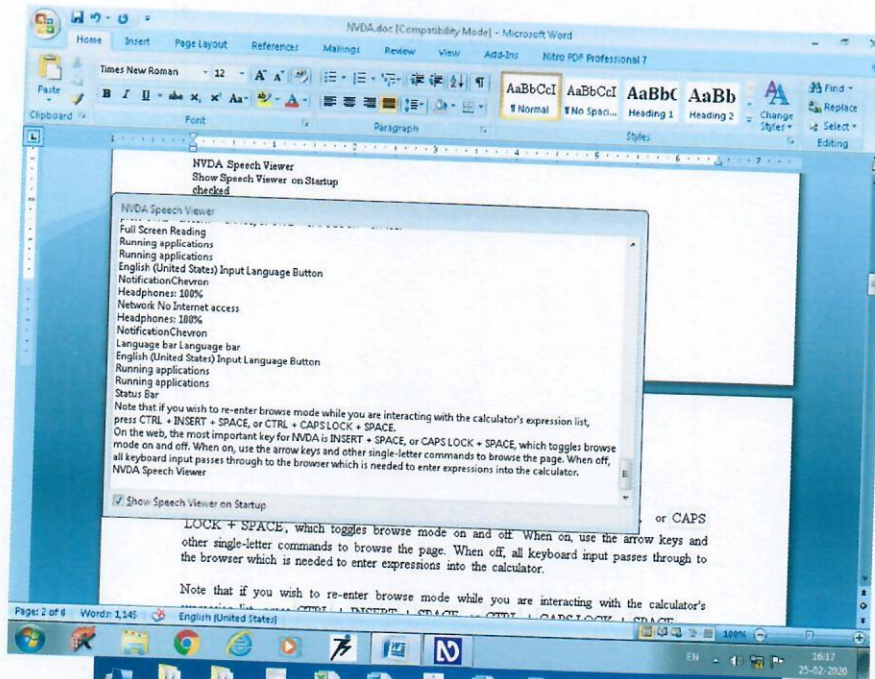 NVDA.doc [Compatibility Mode] - Microsoft Word
Home Insert Page Layout References Mailings Review View Add-Ins Nitro PDF Professional 7
Times New Roman 12
Paste
Clipboard
Font
Paragraph
AaBbCcI AaBbCcI AaBbC AaBb
¶ Normal ¶ No Spaci... Heading 1 Heading 2
Change Styles
Styles
Find
Replace
Select
Editing
NVDA Speech Viewer
Show Speech Viewer on Startup
checked
NVDA Speech Viewer
Full Screen Reading
Running applications
Running applications
English (United States) Input Language Button
NotificationChevron
Headphones: 100%
Network No Internet access
Headphones: 100%
NotificationChevron
Language bar Language bar
English (United States) Input Language Button
Running applications
Running applications
Status Bar
Note that if you wish to re-enter browse mode while you are interacting with the calculator's expression list,
press CTRL + INSERT + SPACE, or CTRL + CAPS LOCK + SPACE.
On the web, the most important key for NVDA is INSERT + SPACE, or CAPS LOCK + SPACE, which toggles browse
mode on and off. When on, use the arrow keys and other single-letter commands to browse the page. When off,
all keyboard input passes through to the browser which is needed to enter expressions into the calculator.
NVDA Speech Viewer
Show Speech Viewer on Startup
or CAPS
LOCK + SPACE, which toggles browse mode on and off. When on, use the arrow keys and
other single-letter commands to browse the page. When off, all keyboard input passes through to
the browser which is needed to enter expressions into the calculator.
Note that if you wish to re-enter browse mode while you are interacting with the calculator's
expression list, press CTRL + INSERT + SPACE, or CTRL + CAPS LOCK + SPACE
Page: 2 of 8 Words: 1,145 English (United States) 100%
EN 16:17
25-02-2020